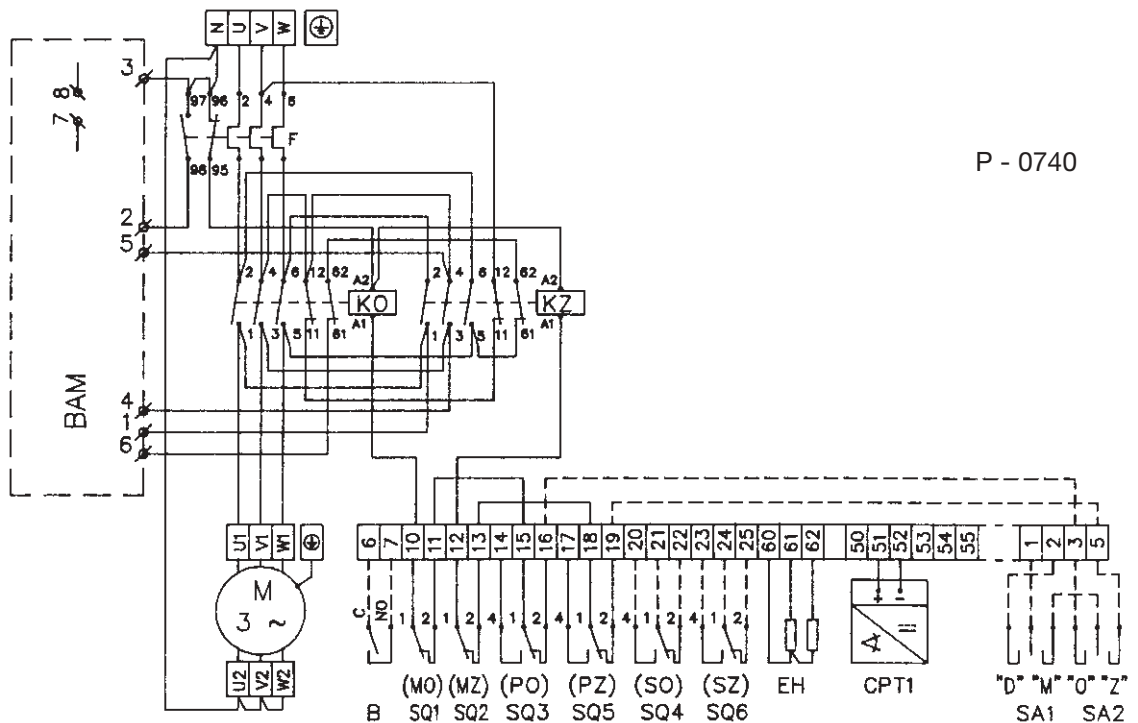 N U V W
3
97 96 2 4 6
8
7
F
98 95
P - 0740
2
5
2 4 6 12 62 A2 2 4 6 12 62 A2
KO KZ
1 3 5 11 61 A1 1 3 5 11 61 A1
BAM
4
1
6
U1 V1 W1
6 7 10 11 12 13 14 15 16 17 18 19 20 21 22 23 24 25 60 61 62 50 51 52 53 54 55 1 2 3 5
M
3 ~
C NO 1 2 1 2 4 1 2 4 1 2 4 1 2 4 1 2
+ -
A =
U2 V2 W2
(MO) (MZ) (PO) (PZ) (SO) (SZ) EH CPT1 "D" "M" "O" "Z"
B SQ1 SQ2 SQ3 SQ5 SQ4 SQ6 SA1 SA2